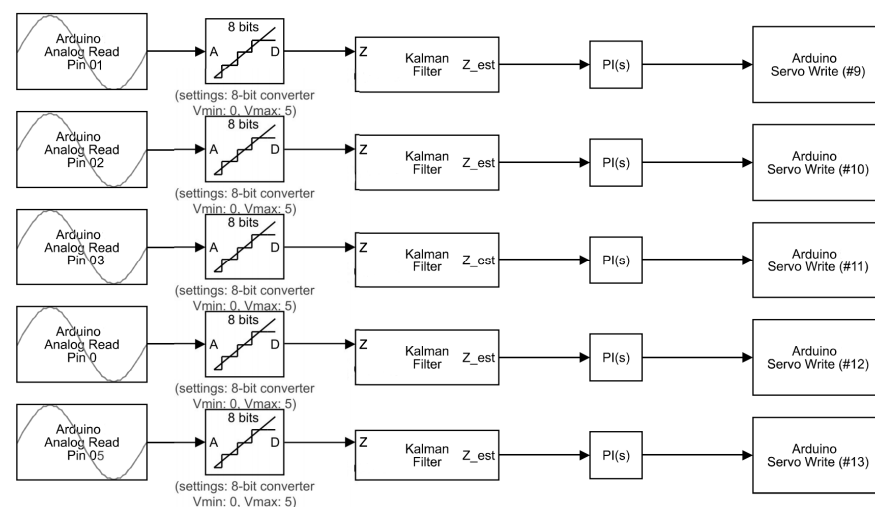 Arduino
Analog Read
Pin 01
8 bits
A D
(settings: 8-bit converter
Vmin: 0, Vmax: 5)
Z
Kalman
Filter
Z_est
PI(s)
Arduino
Servo Write (#9)
Arduino
Analog Read
Pin 02
8 bits
A D
(settings: 8-bit converter
Vmin: 0, Vmax: 5)
Z
Kalman
Filter
Z_est
PI(s)
Arduino
Servo Write (#10)
Arduino
Analog Read
Pin 03
8 bits
A D
(settings: 8-bit converter
Vmin: 0, Vmax: 5)
Z
Kalman
Filter
Z_est
PI(s)
Arduino
Servo Write (#11)
Arduino
Analog Read
Pin 0
8 bits
A D
(settings: 8-bit converter
Vmin: 0, Vmax: 5)
Z
Kalman
Filter
Z_est
PI(s)
Arduino
Servo Write (#12)
Arduino
Analog Read
Pin 05
8 bits
A D
(settings: 8-bit converter
Vmin: 0, Vmax: 5)
Z
Kalman
Filter
Z_est
PI(s)
Arduino
Servo Write (#13)